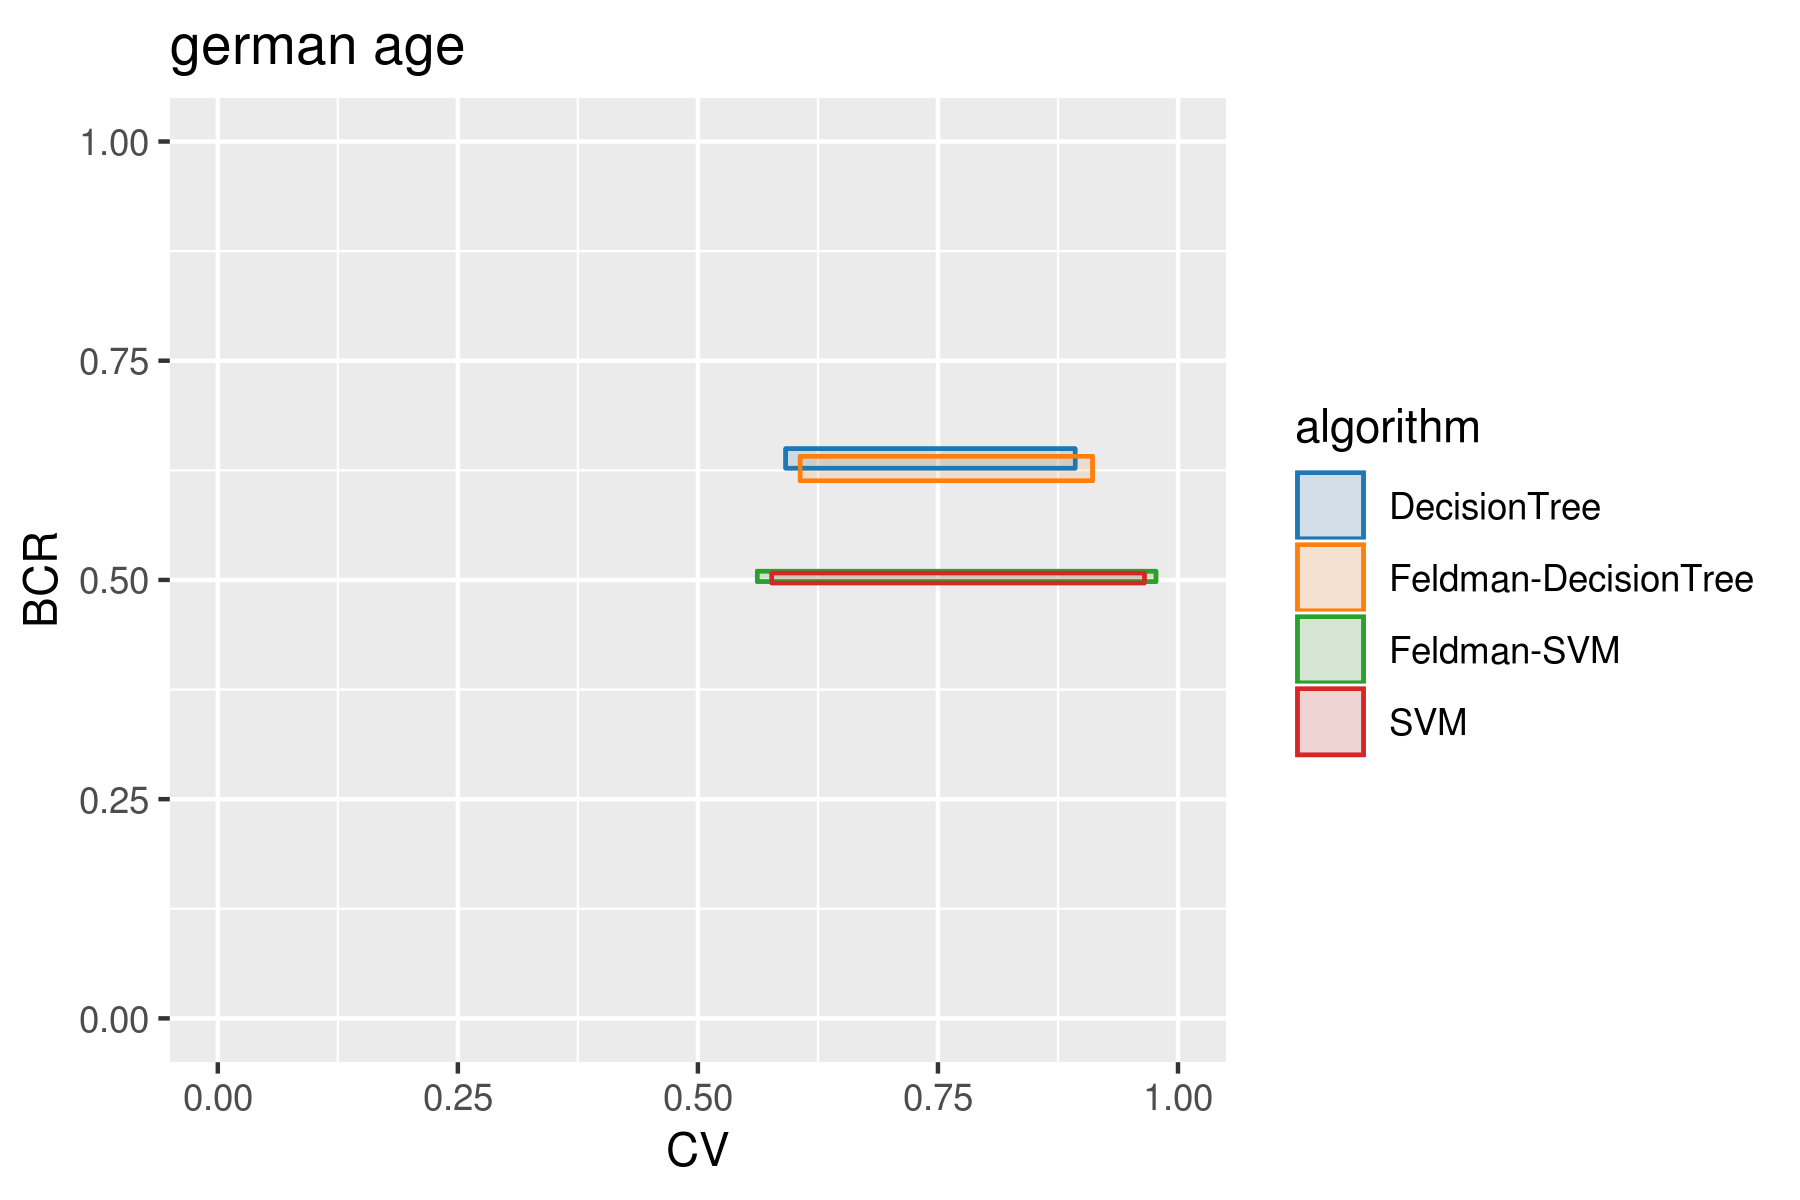 german age
1.00
0.75
0.50
0.25
0.00
BCR
0.00 0.25 0.50 0.75 1.00
CV
algorithm
DecisionTree
Feldman-DecisionTree
Feldman-SVM
SVM